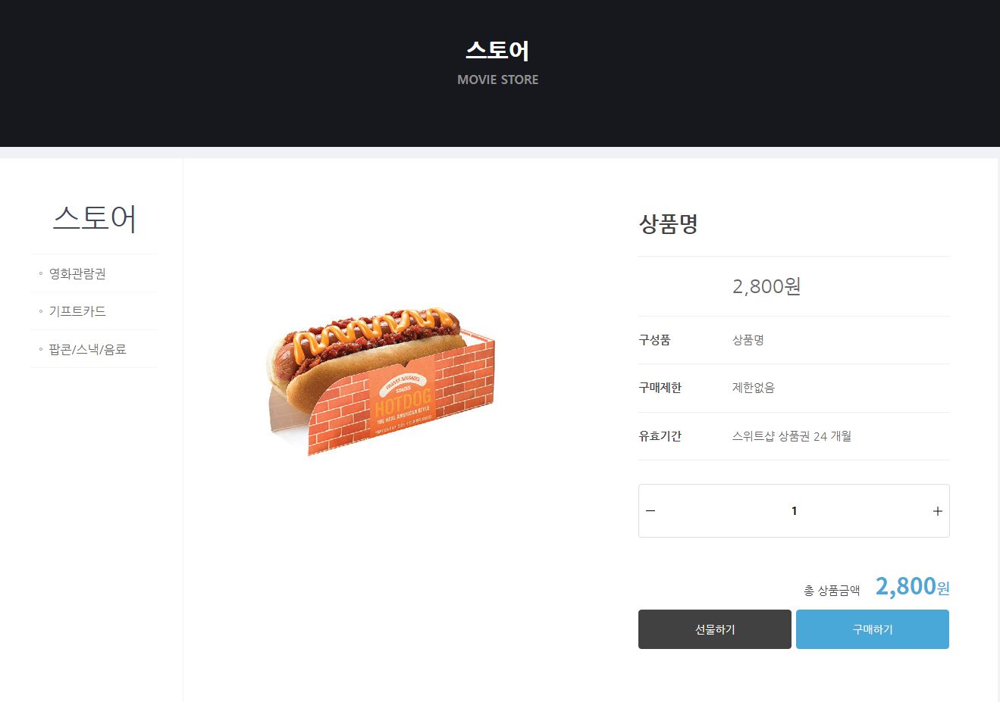 스토어
MOVIE STORE
스토어
영화관람권
기프트카드
팝콘/스낵/음료
FRANKS SAUSAGES
SNACKS
HOTDOG
THE REAL AMERICAN STYLE
상품명
2,800원
구성품 상품명
구매제한 제한없음
유효기간 스위트샵 상품권 24 개월
1
총 상품금액 2,800원
선물하기 구매하기